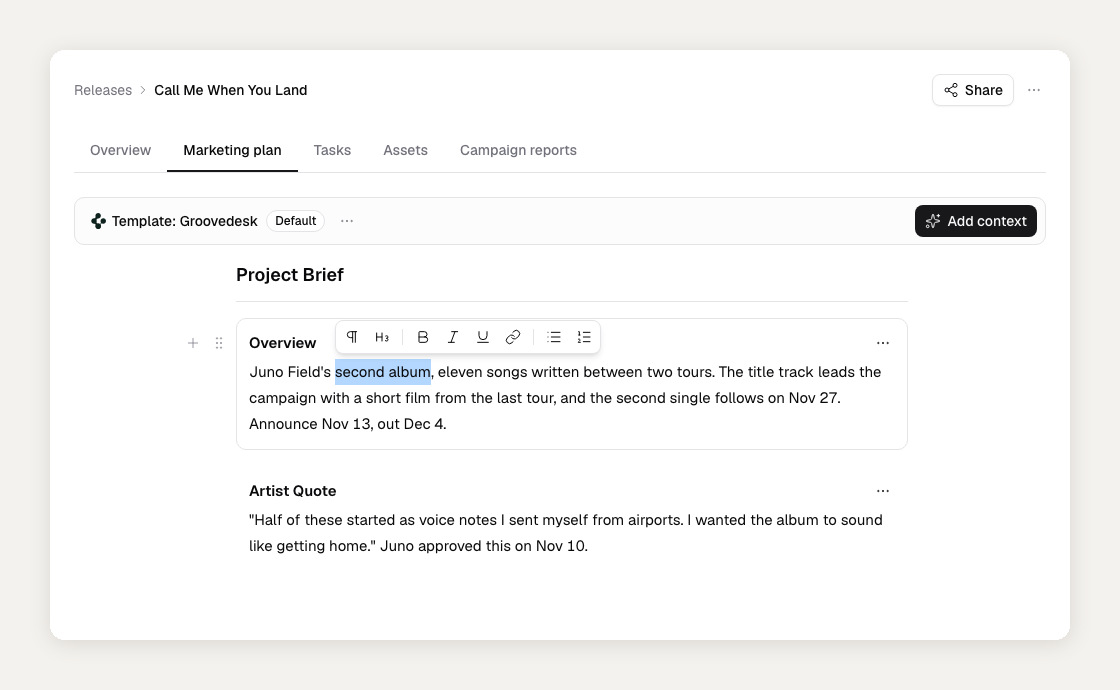 Releases > Call Me When You Land
Share
Overview
Marketing plan
Tasks
Assets
Campaign reports
Template: Groovedesk
Default
Add context
Project Brief
Overview
H3
B
I
U
Juno Field's second album, eleven songs written between two tours. The title track leads the
campaign with a short film from the last tour, and the second single follows on Nov 27.
Announce Nov 13, out Dec 4.
Artist Quote
"Half of these started as voice notes I sent myself from airports. I wanted the album to sound
like getting home." Juno approved this on Nov 10.